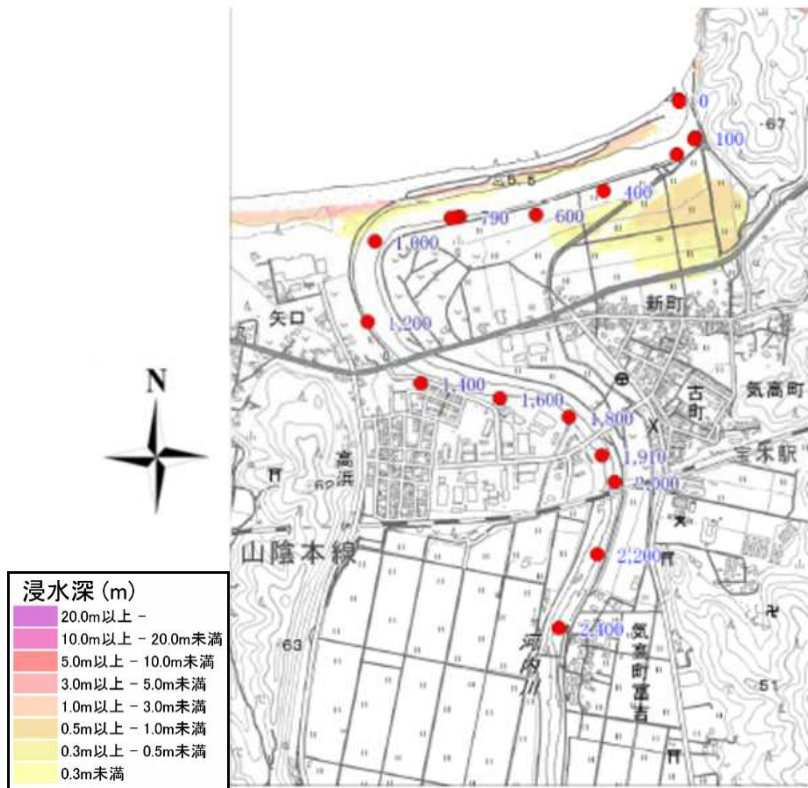 0
67
100
5.5
400
790
600
1,000
新町
矢口
1,200
1,400
1,600
1,800
古町
気高町
N
宝木駅
高浜
1,910
62
2,000
山陰本線
2,200
浸水深 (m)
20.0m以上 -
10.0m以上 - 20.0m未満
5.0m以上 - 10.0m未満
3.0m以上 - 5.0m未満
1.0m以上 - 3.0m未満
0.5m以上 - 1.0m未満
0.3m以上 - 0.5m未満
0.3m未満
2,400
河内川
気高町冨吉
63
51